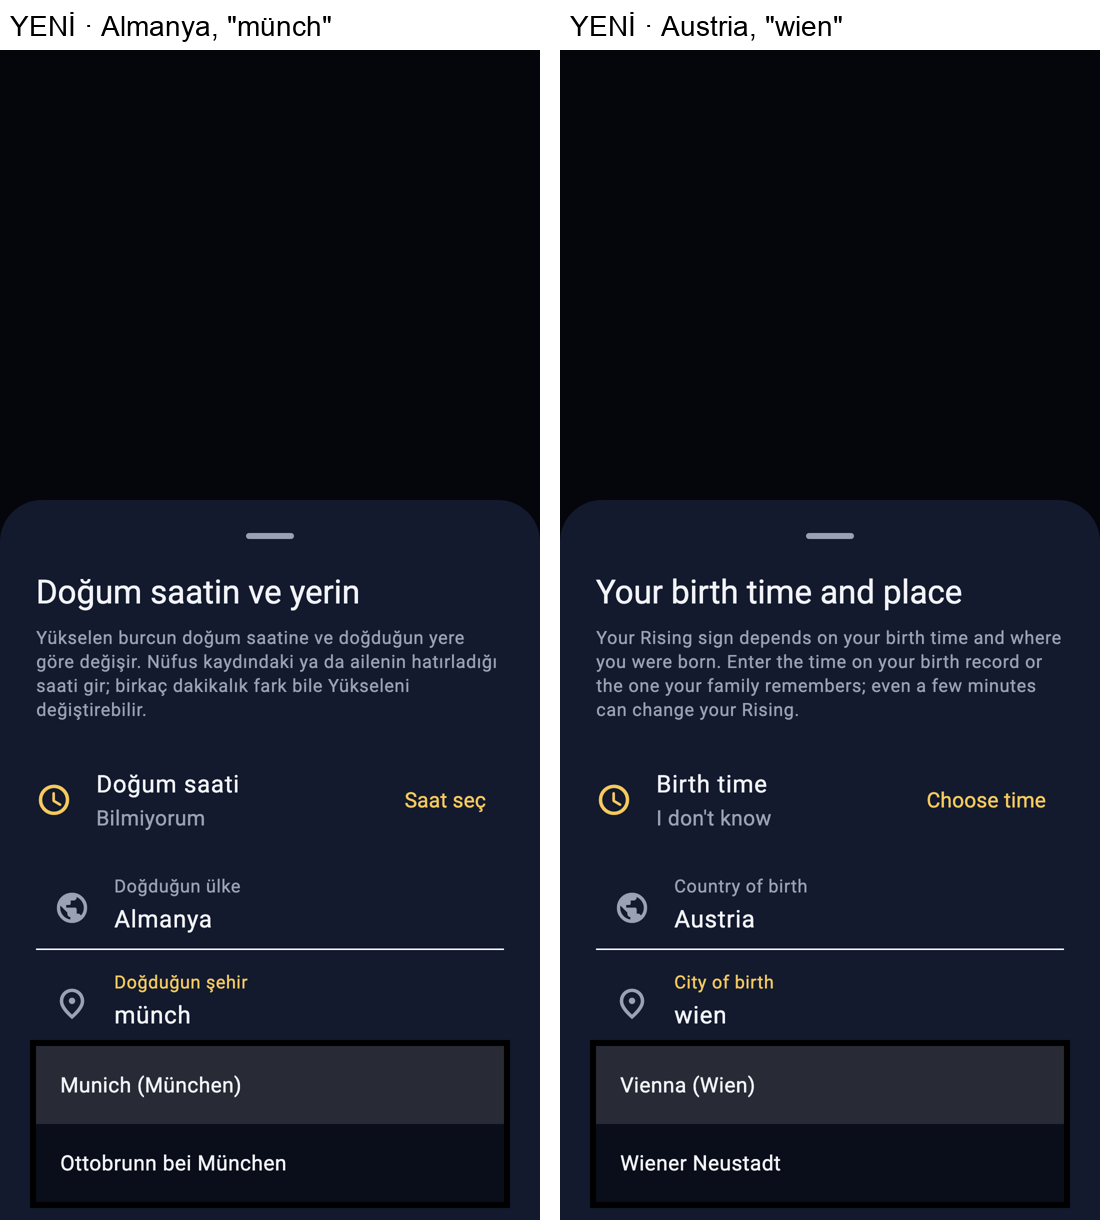 YENİ · Almanya, "münch"
Doğum saatin ve yerin
Yükselen burcun doğum saatine ve doğduğun yere
göre değişir. Nüfus kaydındaki ya da ailenin hatırladığı
saati gir; birkaç dakikalık fark bile Yükseleni
değiştirebilir.
Doğum saati
Bilmiyorum
Saat seç
Doğduğun ülke
Almanya
Doğduğun şehir
münch
Munich (München)
Ottobrunn bei München
YENİ · Austria, "wien"
Your birth time and place
Your Rising sign depends on your birth time and where
you were born. Enter the time on your birth record or
the one your family remembers; even a few minutes
can change your Rising.
Birth time
I don't know
Choose time
Country of birth
Austria
City of birth
wien
Vienna (Wien)
Wiener Neustadt